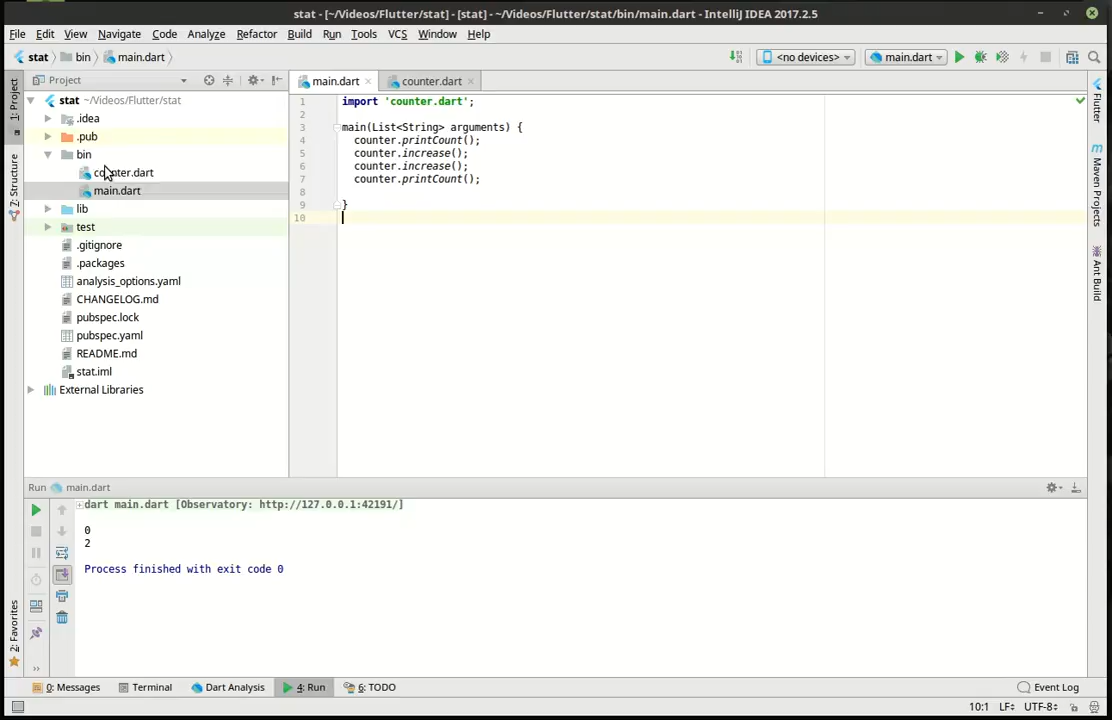 stat - [~/Videos/Flutter/stat] - [stat] - ~/Videos/Flutter/stat/bin/main.dart - IntelliJ IDEA 2017.2.5
File Edit View Navigate Code Analyze Refactor Build Run Tools VCS Window Help
stat bin main.dart <no devices> main.dart
1: Project
7: Structure
2: Favorites
Project
stat ~/Videos/Flutter/stat
.idea
.pub
bin
counter.dart
main.dart
lib
test
.gitignore
.packages
analysis_options.yaml
CHANGELOG.md
pubspec.lock
pubspec.yaml
README.md
stat.iml
External Libraries
main.dart counter.dart
1 import 'counter.dart';
2
3 main(List<String> arguments) {
4 counter.printCount();
5 counter.increase();
6 counter.increase();
7 counter.printCount();
8
9 }
10
Flutter
Maven Projects
Ant Build
Run main.dart
dart main.dart [Observatory: http://127.0.0.1:42191/]
0
2
Process finished with exit code 0
0: Messages Terminal Dart Analysis 4: Run 6: TODO Event Log
10:1 LF UTF-8